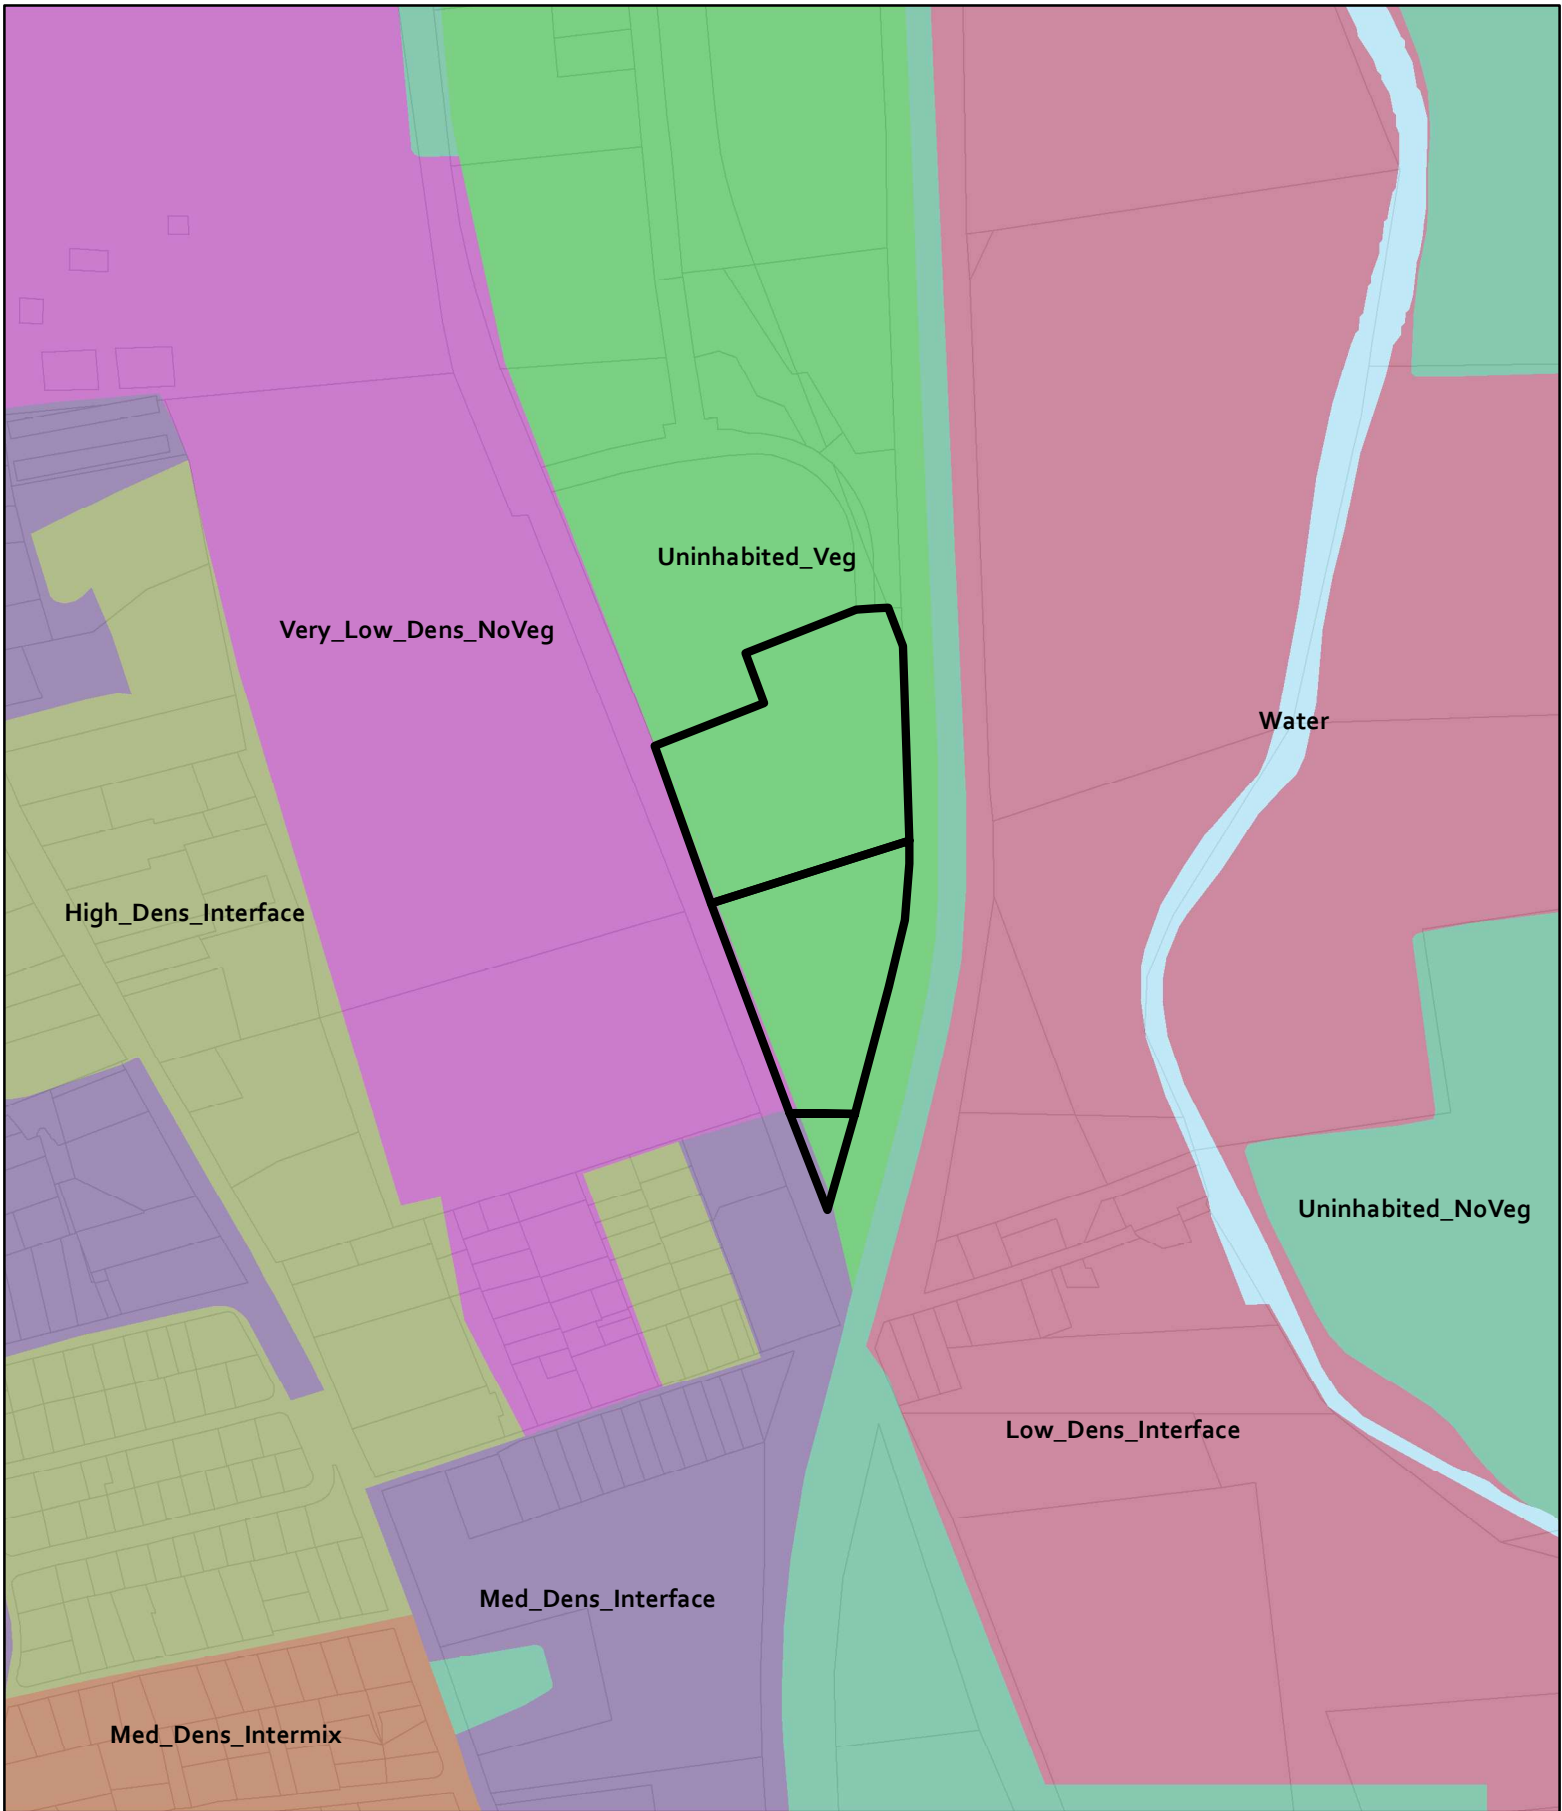 Uninhabited_Veg
Very_Low_Dens_NoVeg
Water
High_Dens_Interface
Uninhabited_NoVeg
Low_Dens_Interface
Med_Dens_Interface
Med_Dens_Intermix